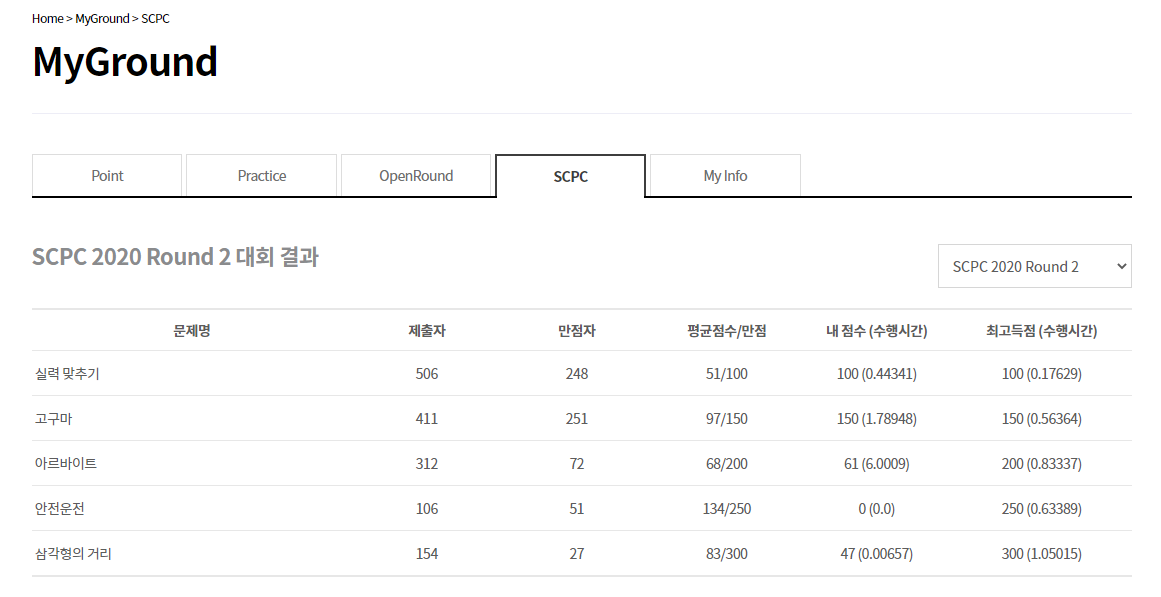 Home > MyGround > SCPC
MyGround
Point Practice OpenRound SCPC My Info
SCPC 2020 Round 2 대회 결과
SCPC 2020 Round 2
문제명 제출자 만점자 평균점수/만점 내 점수 (수행시간) 최고득점 (수행시간)
실력 맞추기 506 248 51/100 100 (0.44341) 100 (0.17629)
고구마 411 251 97/150 150 (1.78948) 150 (0.56364)
아르바이트 312 72 68/200 61 (6.0009) 200 (0.83337)
안전운전 106 51 134/250 0 (0.0) 250 (0.63389)
삼각형의 거리 154 27 83/300 47 (0.00657) 300 (1.05015)